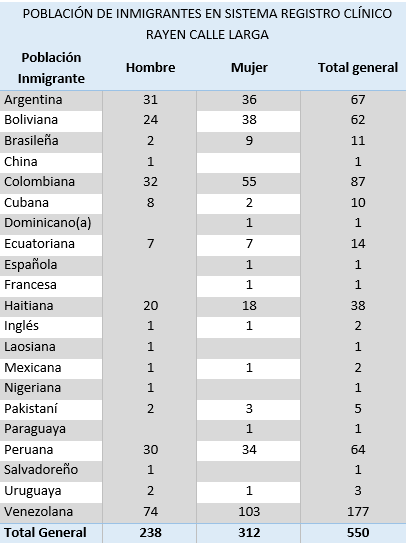 POBLACIÓN DE INMIGRANTES EN SISTEMA REGISTRO CLÍNICO
RAYEN CALLE LARGA
Población Inmigrante Hombre Mujer Total general
Argentina 31 36 67
Boliviana 24 38 62
Brasileña 2 9 11
China 1 1
Colombiana 32 55 87
Cubana 8 2 10
Dominicano(a) 1 1
Ecuatoriana 7 7 14
Española 1 1
Francesa 1 1
Haitiana 20 18 38
Inglés 1 1 2
Laosiana 1 1
Mexicana 1 1 2
Nigeriana 1 1
Pakistaní 2 3 5
Paraguaya 1 1
Peruana 30 34 64
Salvadoreño 1 1
Uruguaya 2 1 3
Venezolana 74 103 177
Total General 238 312 550